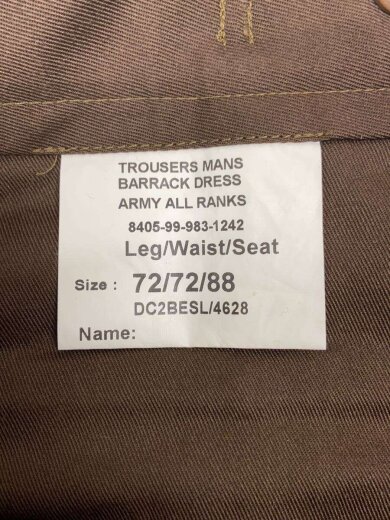 TROUSERS MANS
BARRACK DRESS
ARMY ALL RANKS
8405-99-983-1242
Leg/Waist/Seat
Size : 72/72/88
DC2BESL/4628
Name: